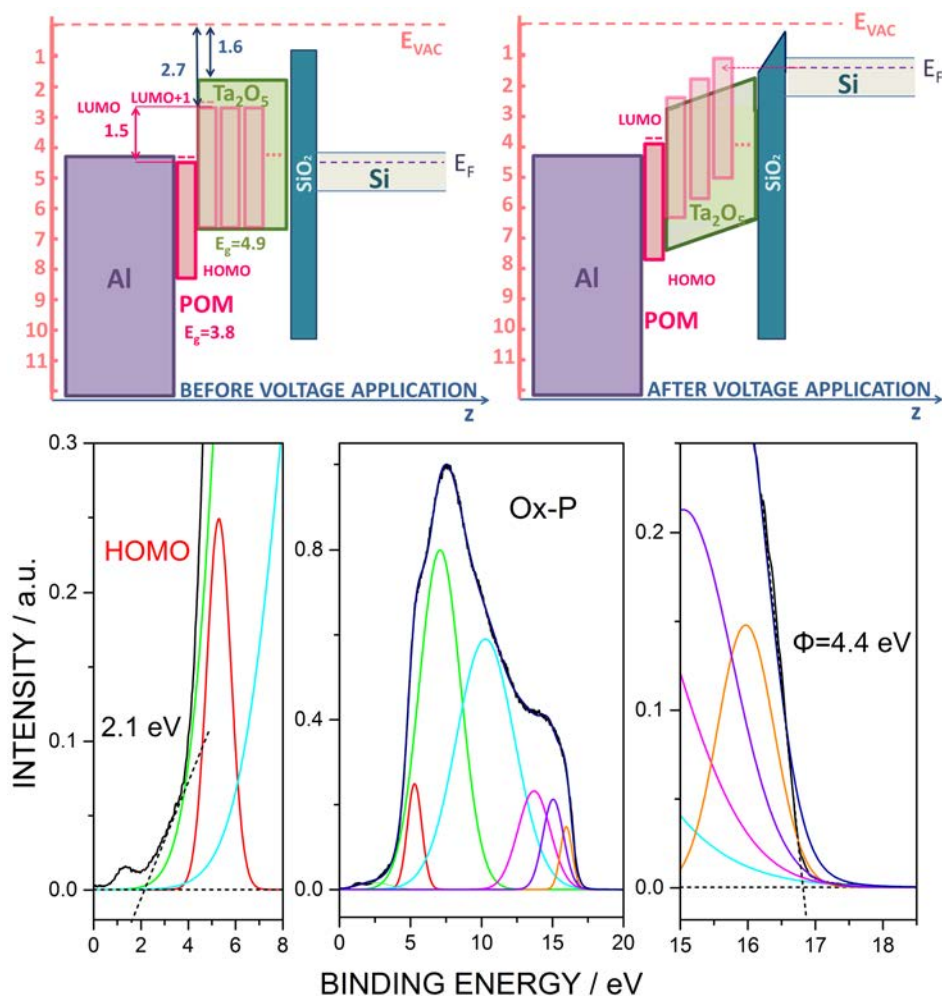 E_VAC
1
2
3
4
5
6
7
8
9
10
11
1.6
2.7
LUMO
LUMO+1
1.5
Ta₂O₅
...
E_g=4.9
HOMO
Al
POM
E_g=3.8
SiO₂
Si
E_F
BEFORE VOLTAGE APPLICATION
z
E_VAC
1
2
3
4
5
6
7
8
9
10
11
LUMO
...
Ta₂O₅
HOMO
Al
POM
SiO₂
Si
E_F
AFTER VOLTAGE APPLICATION
z
INTENSITY / a.u.
0.3
0.2
0.1
0.0
HOMO
2.1 eV
0 2 4 6 8
0.8
0.4
0.0
Ox-P
0 5 10 15 20
0.2
0.1
0.0
Φ=4.4 eV
15 16 17 18
BINDING ENERGY / eV